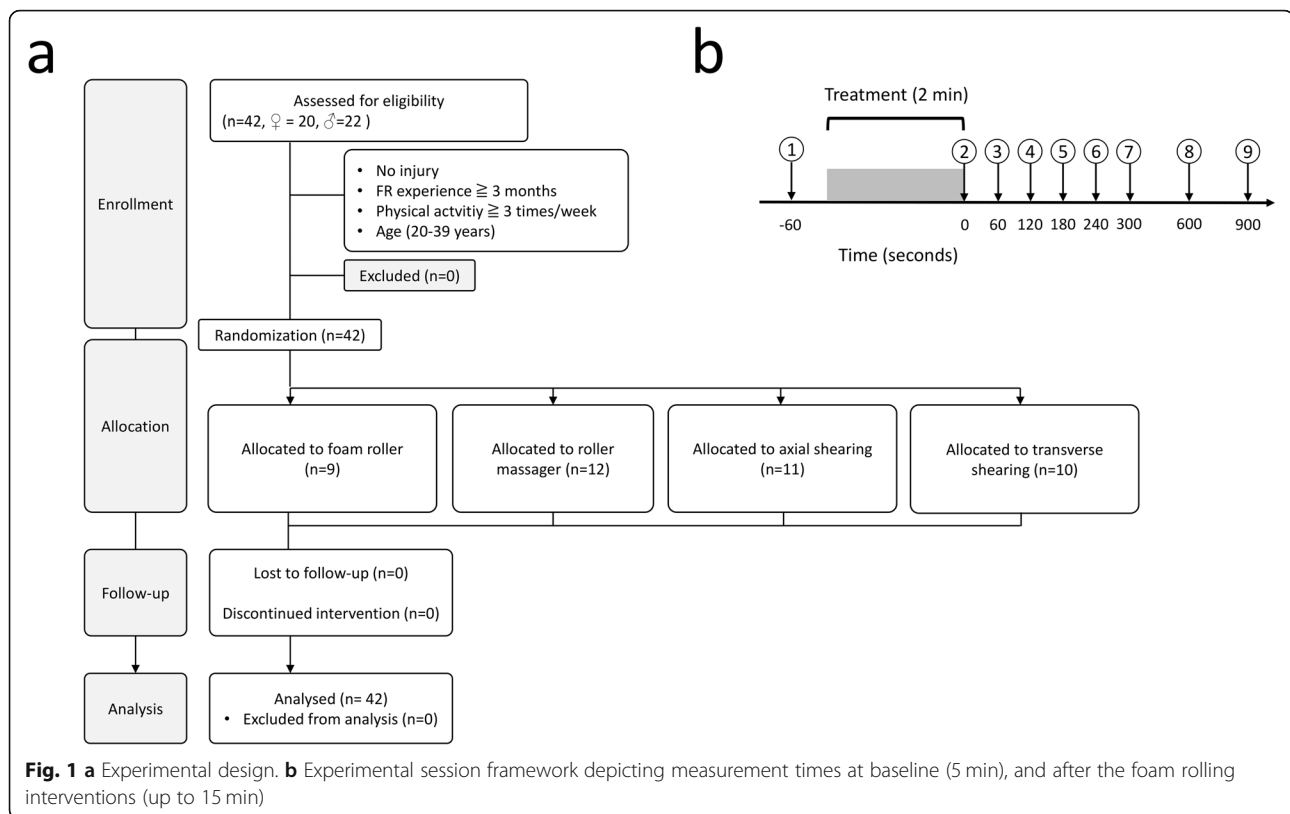 a
Enrollment
Assessed for eligibility
(n=42, ♀ = 20, ♂=22 )
• No injury
• FR experience ≧ 3 months
• Physical actvitiy ≧ 3 times/week
• Age (20-39 years)
Excluded (n=0)
Randomization (n=42)
Allocation
Allocated to foam roller
(n=9)
Allocated to roller
massager (n=12)
Allocated to axial shearing
(n=11)
Allocated to transverse
shearing (n=10)
Follow-up
Lost to follow-up (n=0)
Discontinued intervention (n=0)
Analysis
Analysed (n= 42)
• Excluded from analysis (n=0)
b
Treatment (2 min)
① ② ③ ④ ⑤ ⑥ ⑦ ⑧ ⑨
-60 0 60 120 180 240 300 600 900
Time (seconds)
Fig. 1 a Experimental design. b Experimental session framework depicting measurement times at baseline (5 min), and after the foam rolling
interventions (up to 15 min)